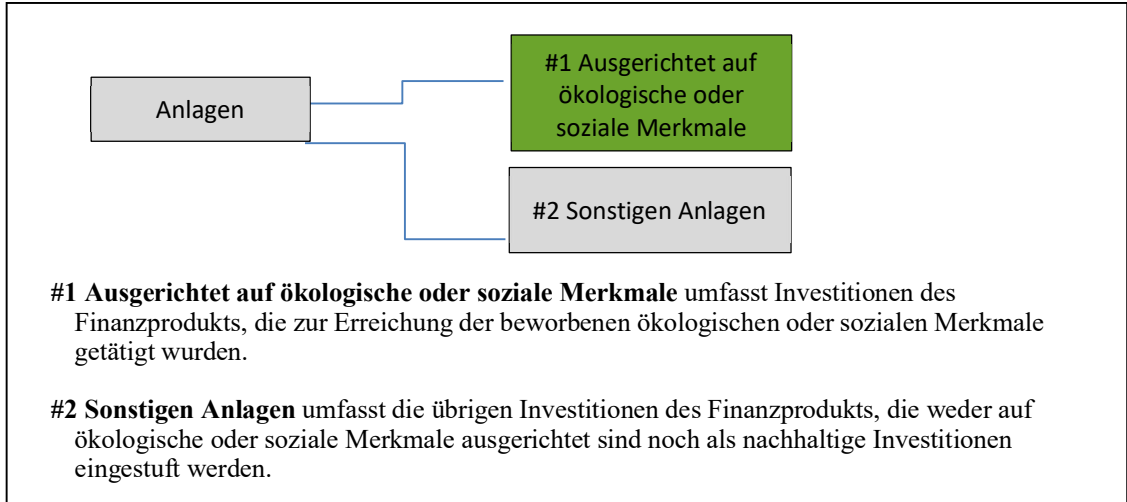 Anlagen
#1 Ausgerichtet auf
ökologische oder
soziale Merkmale
#2 Sonstigen Anlagen
#1 Ausgerichtet auf ökologische oder soziale Merkmale umfasst Investitionen des
Finanzprodukts, die zur Erreichung der beworbenen ökologischen oder sozialen Merkmale
getätigt wurden.
#2 Sonstigen Anlagen umfasst die übrigen Investitionen des Finanzprodukts, die weder auf
ökologische oder soziale Merkmale ausgerichtet sind noch als nachhaltige Investitionen
eingestuft werden.